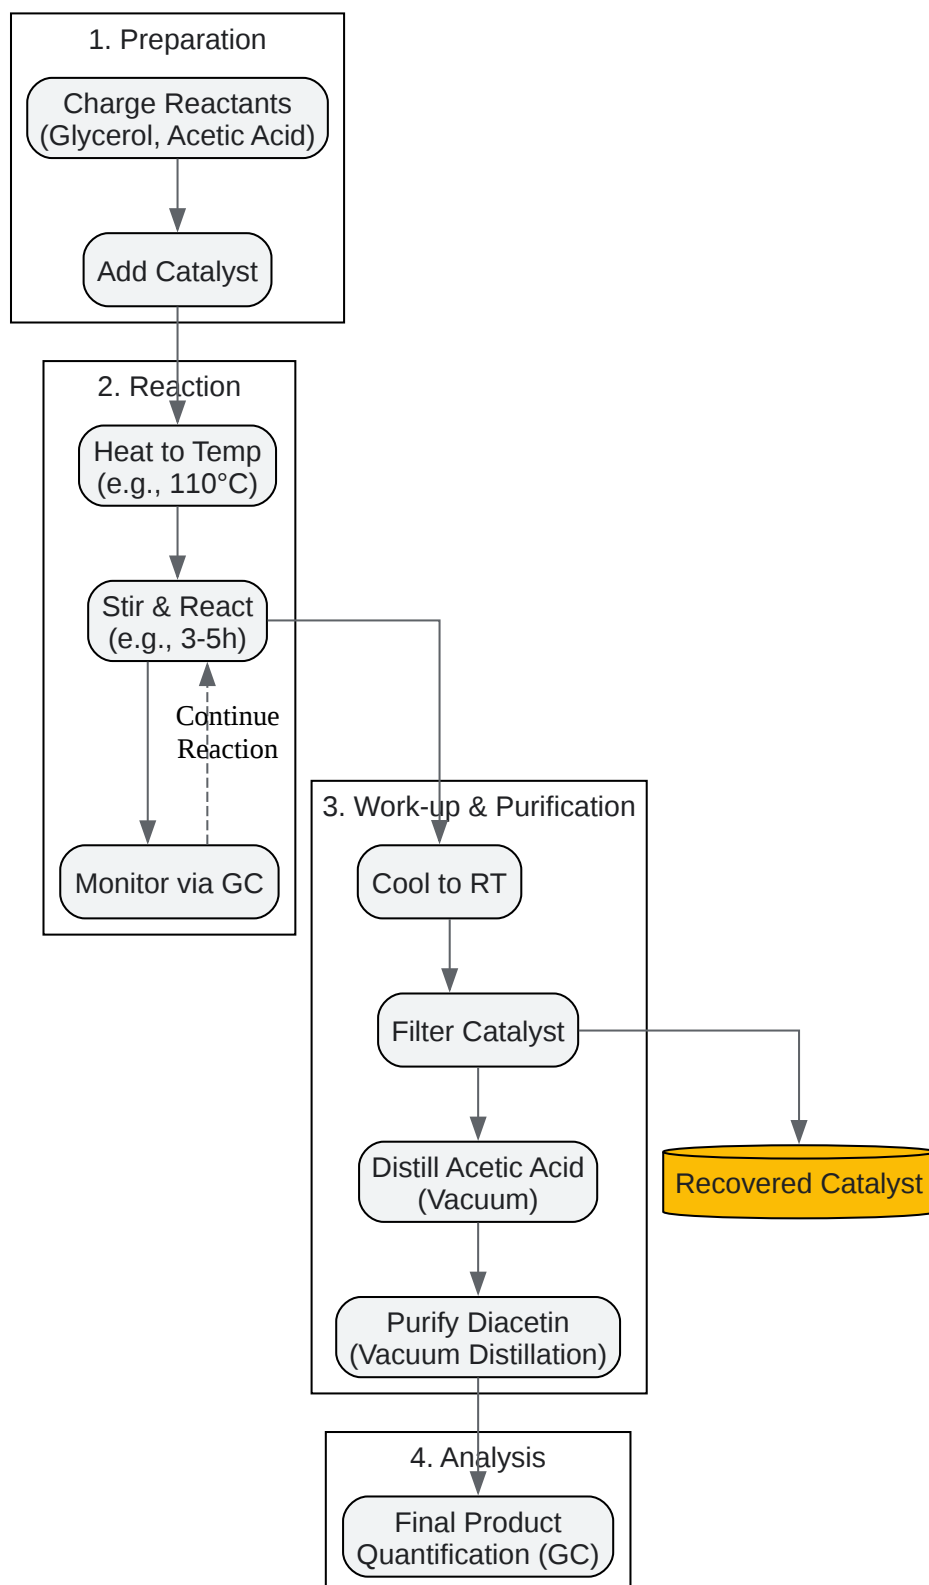 1. Preparation
Charge Reactants
(Glycerol, Acetic Acid)
Add Catalyst
2. Reaction
Heat to Temp
(e.g., 110°C)
Stir & React
(e.g., 3-5h)
Continue
Reaction
Monitor via GC
3. Work-up & Purification
Cool to RT
Filter Catalyst
Distill Acetic Acid
(Vacuum)
Recovered Catalyst
Purify Diacetin
(Vacuum Distillation)
4. Analysis
Final Product
Quantification (GC)